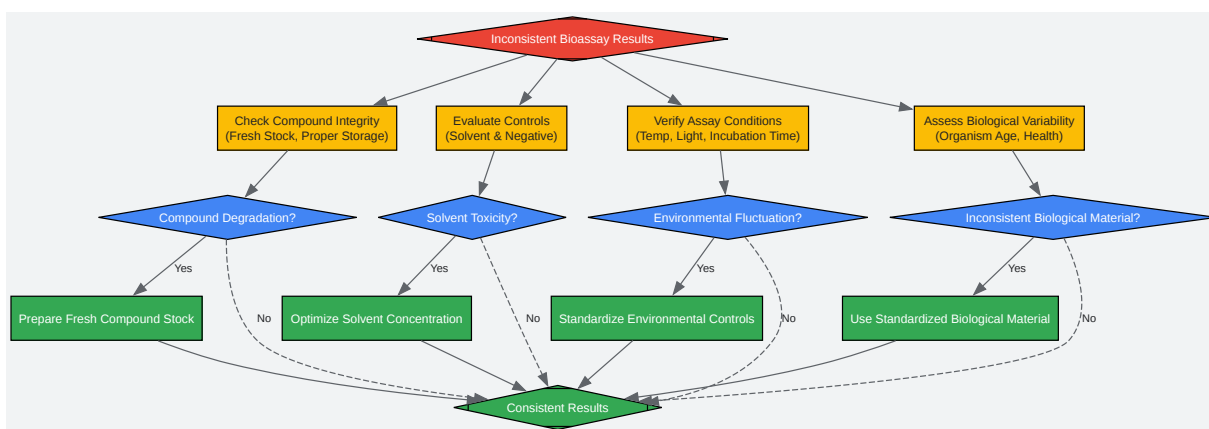 Inconsistent Bioassay Results
Check Compound Integrity
(Fresh Stock, Proper Storage)
Evaluate Controls
(Solvent & Negative)
Verify Assay Conditions
(Temp, Light, Incubation Time)
Assess Biological Variability
(Organism Age, Health)
Compound Degradation?
Solvent Toxicity?
Environmental Fluctuation?
Inconsistent Biological Material?
Yes
Yes
Yes
Yes
Prepare Fresh Compound Stock
No
Optimize Solvent Concentration
No
Standardize Environmental Controls
No
Use Standardized Biological Material
No
Consistent Results